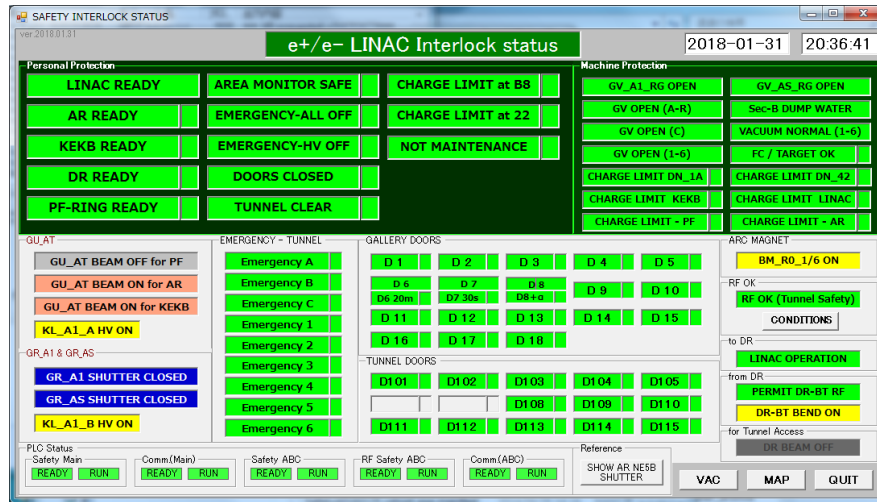 SAFETY INTERLOCK STATUS
ver.2018.01.31
e+/e− LINAC Interlock status
2018−01−31 20:36:41
Personal Protection
LINAC READY
AREA MONITOR SAFE
CHARGE LIMIT at B8
AR READY
EMERGENCY-ALL OFF
CHARGE LIMIT at 22
KEKB READY
EMERGENCY-HV OFF
NOT MAINTENANCE
DR READY
DOORS CLOSED
PF-RING READY
TUNNEL CLEAR
Machine Protection
GV_A1_RG OPEN
GV_AS_RG OPEN
GV OPEN (A-R)
Sec-B DUMP WATER
GV OPEN (C)
VACUUM NORMAL (1-6)
GV OPEN (1-6)
FC / TARGET OK
CHARGE LIMIT DN_1A
CHARGE LIMIT DN_42
CHARGE LIMIT KEKB
CHARGE LIMIT LINAC
CHARGE LIMIT - PF
CHARGE LIMIT - AR
GU_AT
GU_AT BEAM OFF for PF
GU_AT BEAM ON for AR
GU_AT BEAM ON for KEKB
KL_A1_A HV ON
GR_A1 & GR_AS
GR_A1 SHUTTER CLOSED
GR_AS SHUTTER CLOSED
KL_A1_B HV ON
EMERGENCY − TUNNEL
Emergency A
Emergency B
Emergency C
Emergency 1
Emergency 2
Emergency 3
Emergency 4
Emergency 5
Emergency 6
GALLERY DOORS
D 1 D 2 D 3 D 4 D 5
D 6 D 7 D 8 D 9 D 10
D6 20m D7 30s D8+α
D 11 D 12 D 13 D 14 D 15
D 16 D 17 D 18
TUNNEL DOORS
D101 D102 D103 D104 D105
D108 D109 D110
D111 D112 D113 D114 D115
ARC MAGNET
BM_R0_1/6 ON
RF OK
RF OK (Tunnel Safety)
CONDITIONS
to DR
LINAC OPERATION
from DR
PERMIT DR-BT RF
DR-BT BEND ON
for Tunnel Access
DR BEAM OFF
PLC Status
Safety Main
READY RUN
Comm.(Main)
READY RUN
Safety ABC
READY RUN
RF Safety ABC
READY RUN
Comm.(ABC)
READY RUN
Reference
SHOW AR NE5B
SHUTTER
VAC MAP QUIT